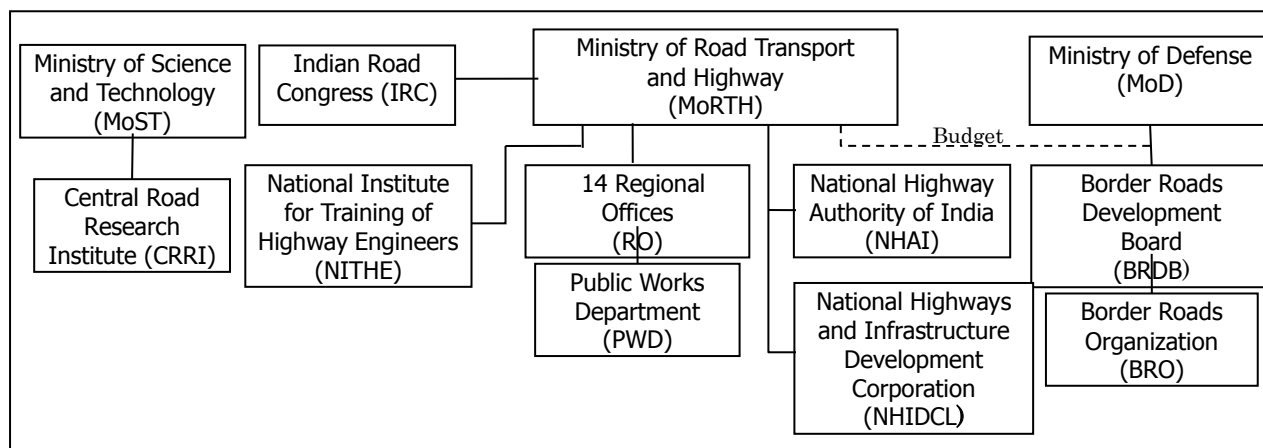 Ministry of Science
and Technology
(MoST)
Indian Road
Congress (IRC)
Ministry of Road Transport
and Highway
(MoRTH)
Ministry of Defense
(MoD)
Budget
Central Road
Research
Institute (CRRI)
National Institute
for Training of
Highway Engineers
(NITHE)
14 Regional
Offices
(RO)
National Highway
Authority of India
(NHAI)
Border Roads
Development
Board
(BRDB)
Public Works
Department
(PWD)
National Highways
and Infrastructure
Development
Corporation
(NHIDCL)
Border Roads
Organization
(BRO)